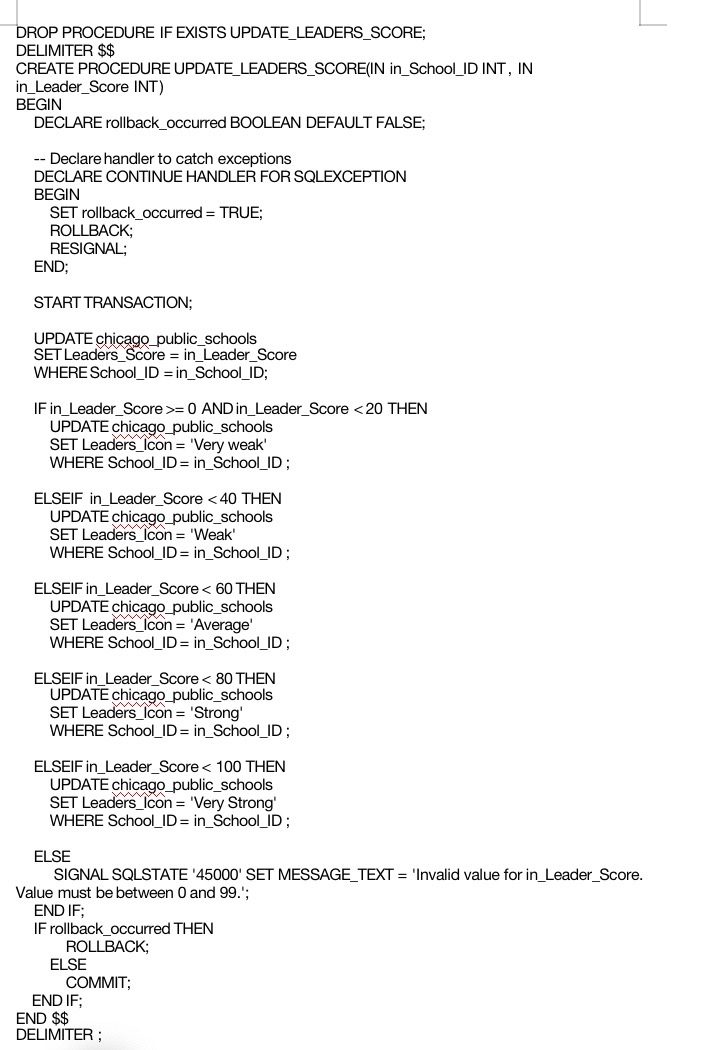 DROP PROCEDURE IF EXISTS UPDATE_LEADERS_SCORE;
DELIMITER $$
CREATE PROCEDURE UPDATE_LEADERS_SCORE(IN in_School_ID INT, IN
in_Leader_Score INT)
BEGIN
DECLARE rollback_occurred BOOLEAN DEFAULT FALSE;
-- Declare handler to catch exceptions
DECLARE CONTINUE HANDLER FOR SQLEXCEPTION
BEGIN
SET rollback_occurred = TRUE;
ROLLBACK;
RESIGNAL;
END;
START TRANSACTION;
UPDATE chicago_public_schools
SET Leaders_Score = in_Leader_Score
WHERE School_ID = in_School_ID;
IF in_Leader_Score >= 0 AND in_Leader_Score < 20 THEN
UPDATE chicago_public_schools
SET Leaders_Icon = 'Very weak'
WHERE School_ID = in_School_ID ;
ELSEIF in_Leader_Score < 40 THEN
UPDATE chicago_public_schools
SET Leaders_Icon = 'Weak'
WHERE School_ID = in_School_ID ;
ELSEIF in_Leader_Score < 60 THEN
UPDATE chicago_public_schools
SET Leaders_Icon = 'Average'
WHERE School_ID = in_School_ID ;
ELSEIF in_Leader_Score < 80 THEN
UPDATE chicago_public_schools
SET Leaders_Icon = 'Strong'
WHERE School_ID = in_School_ID ;
ELSEIF in_Leader_Score < 100 THEN
UPDATE chicago_public_schools
SET Leaders_Icon = 'Very Strong'
WHERE School_ID = in_School_ID ;
ELSE
SIGNAL SQLSTATE '45000' SET MESSAGE_TEXT = 'Invalid value for in_Leader_Score.
Value must be between 0 and 99.';
END IF;
IF rollback_occurred THEN
ROLLBACK;
ELSE
COMMIT;
END IF;
END $$
DELIMITER ;